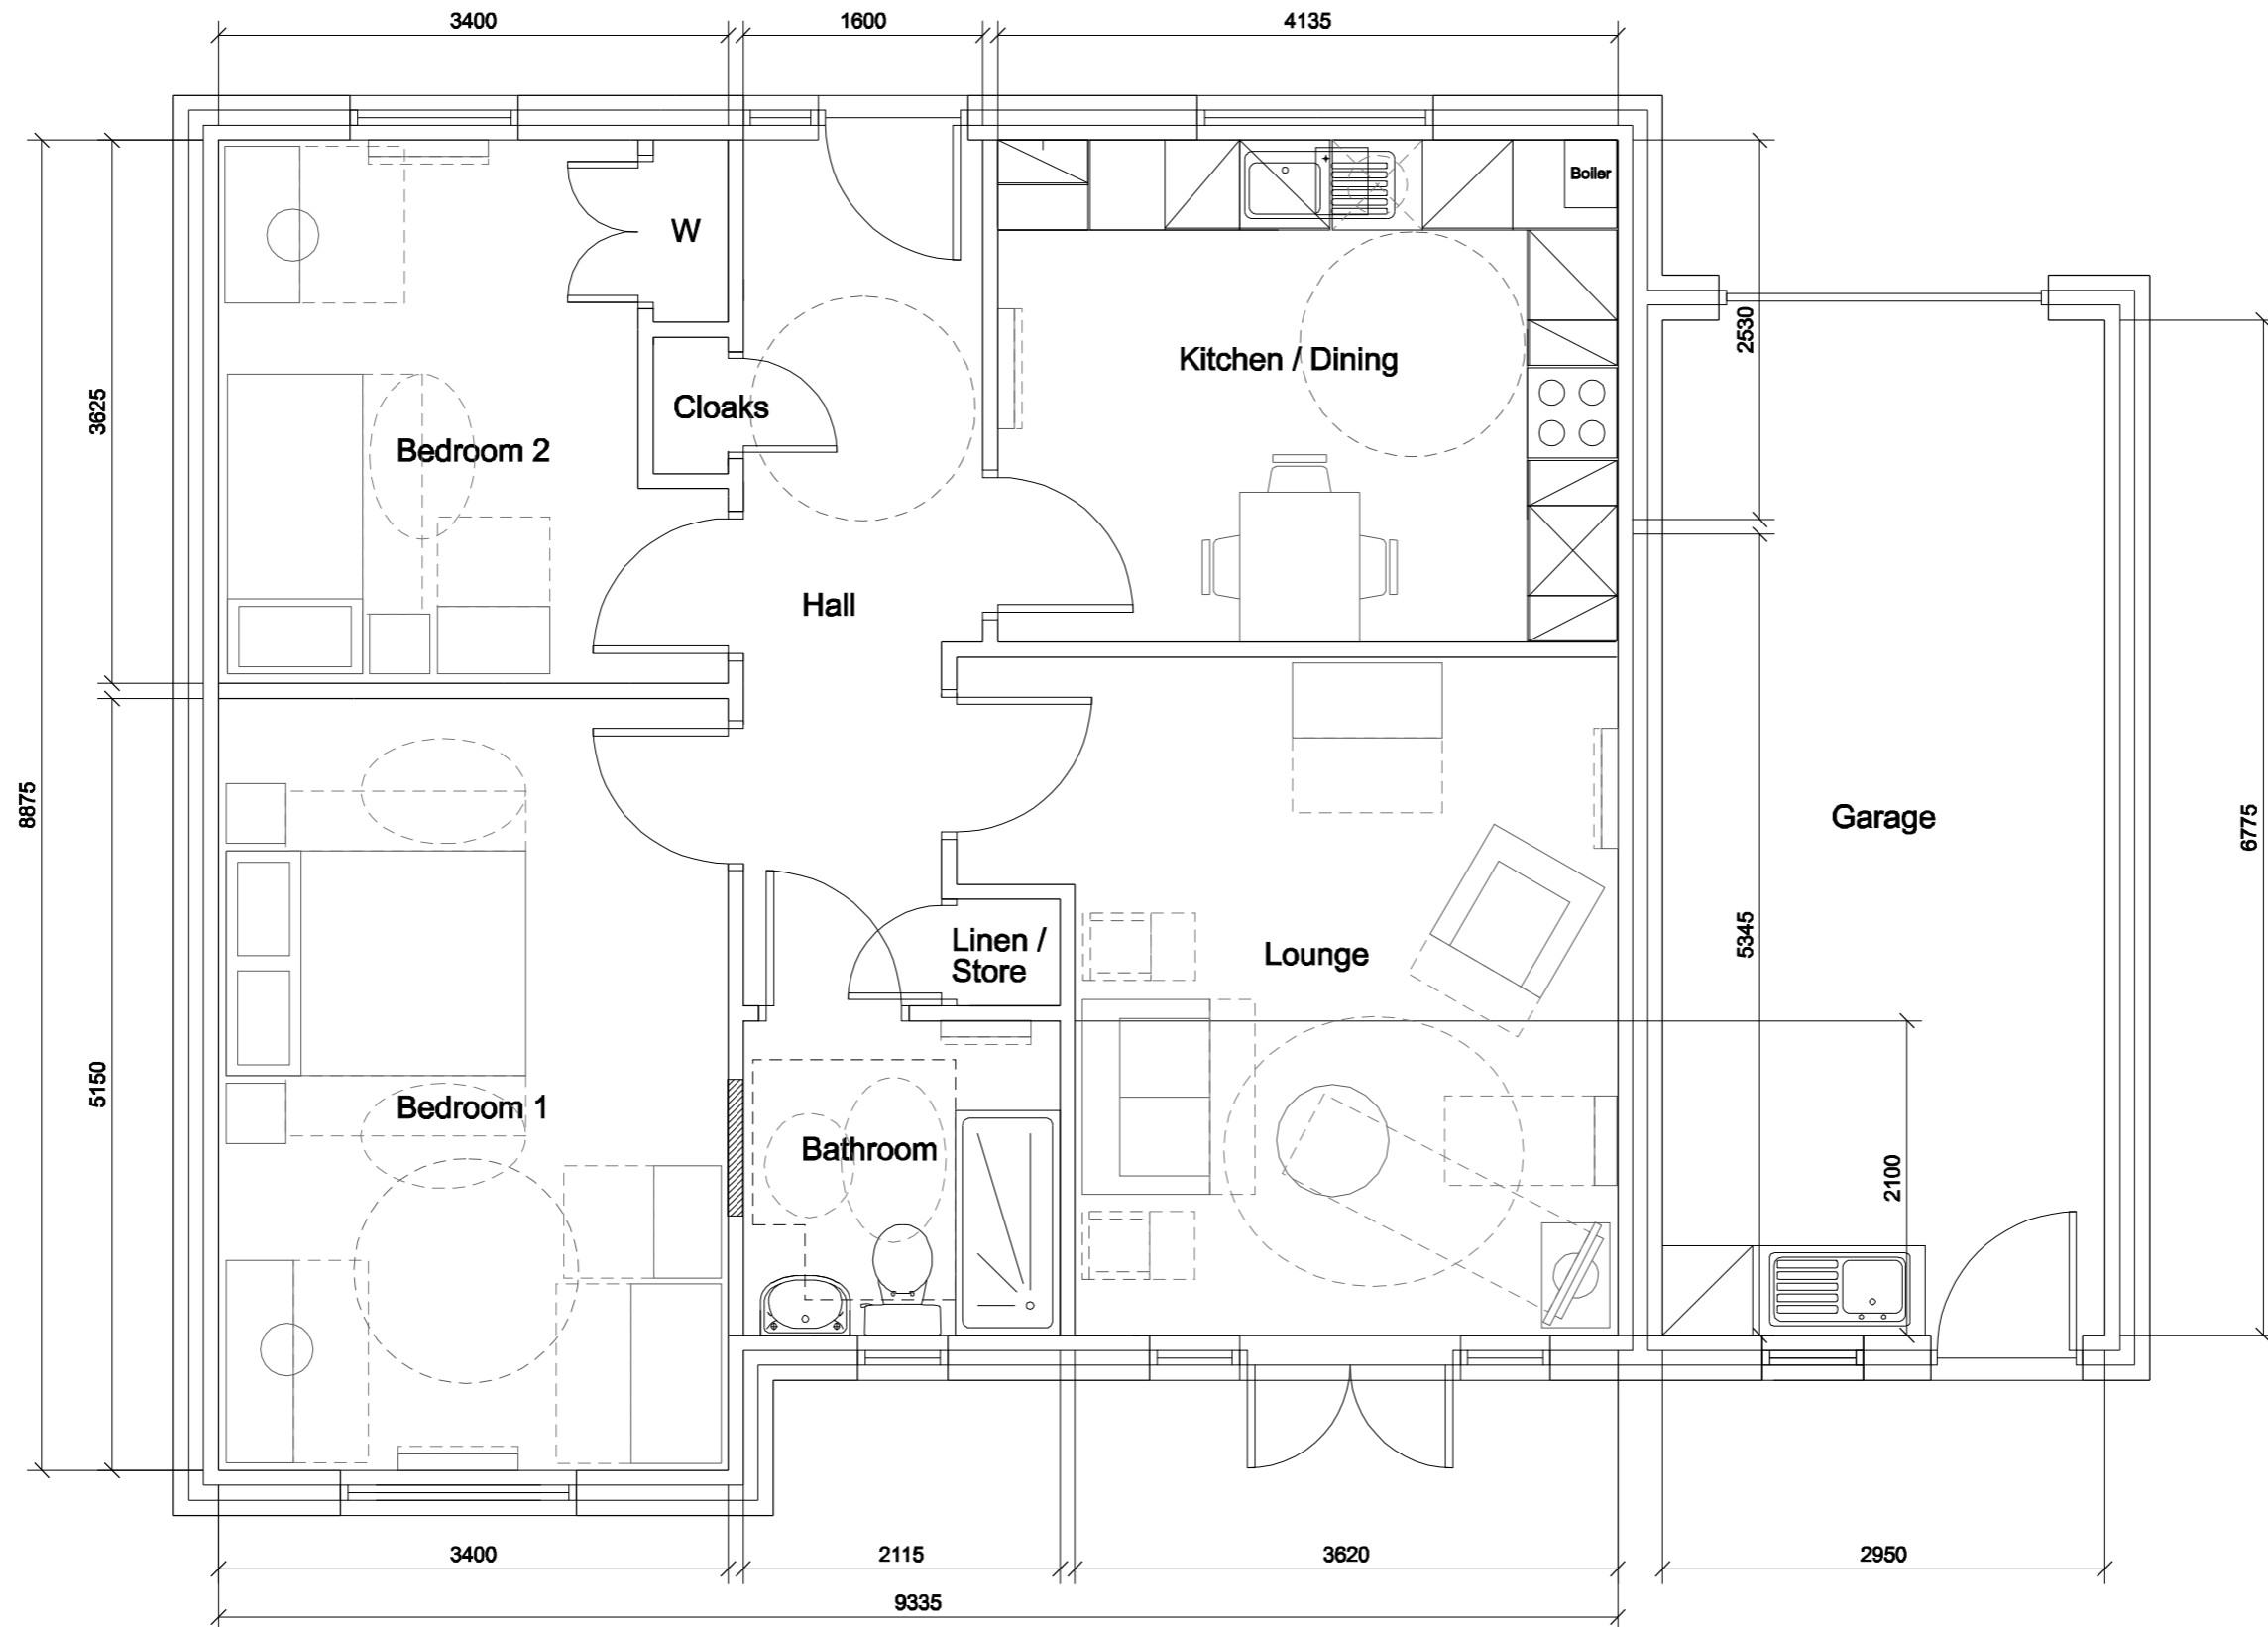 3400
1600
4135
Boiler
W
2530
Kitchen / Dining
3625
Cloaks
Bedroom 2
Hall
8875
Garage
6775
Linen /
Store
Lounge
5345
5150
Bedroom 1
Bathroom
2100
3400
2115
3620
2950
9335